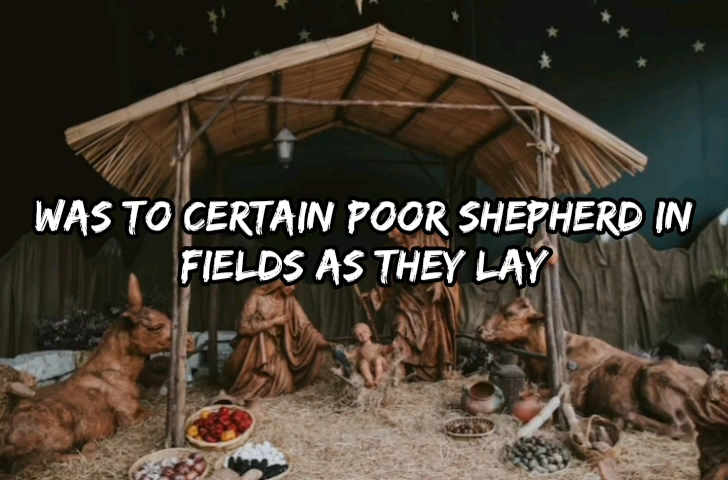 WAS TO CERTAIN POOR SHEPHERD IN
FIELDS AS THEY LAY